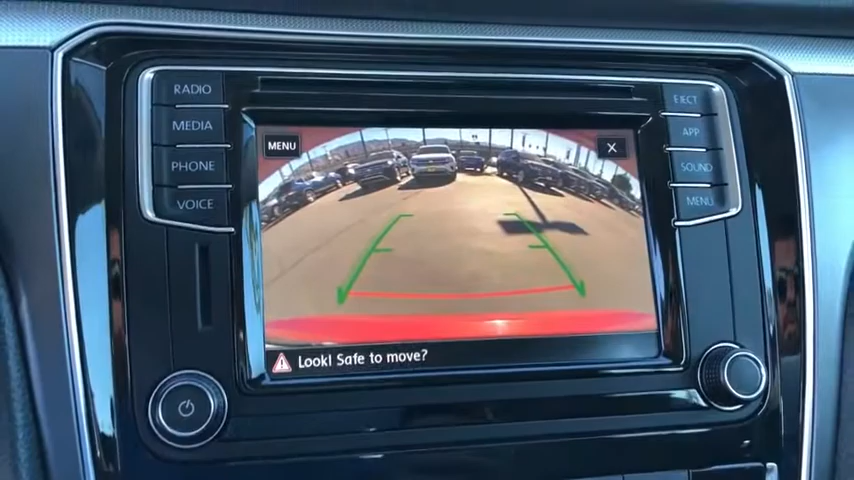 RADIO
MEDIA
PHONE
VOICE
MENU
X
Look! Safe to move?
EJECT
APP
SOUND
MENU